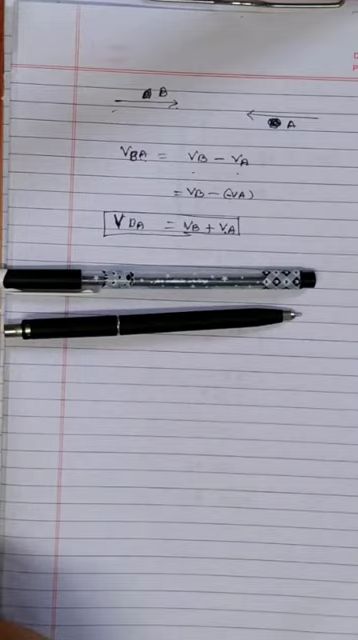 B
A
VBA = VB - VA
= VB - (-VA)
VBA = VB + VA